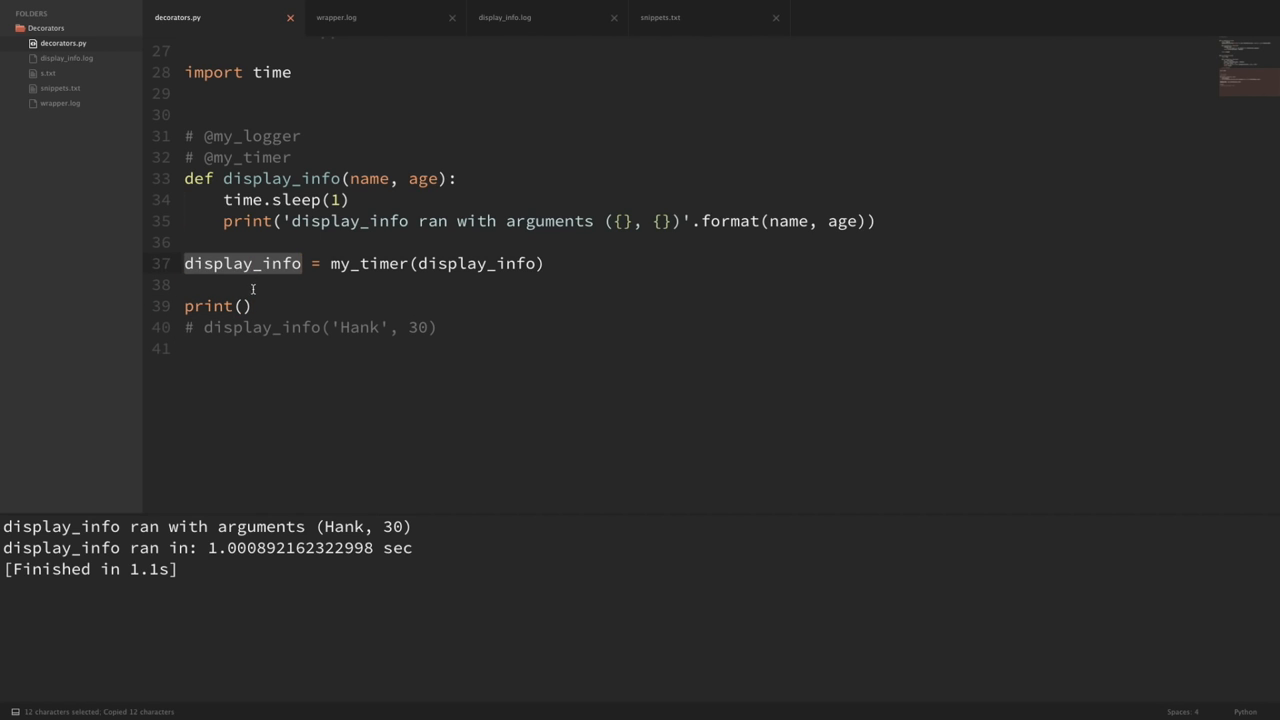 FOLDERS
Decorators
decorators.py
display_info.log
s.txt
snippets.txt
wrapper.log
decorators.py
wrapper.log
display_info.log
snippets.txt
27
28 import time
29
30
31 # @my_logger
32 # @my_timer
33 def display_info(name, age):
34 time.sleep(1)
35 print('display_info ran with arguments ({}, {})'.format(name, age))
36
37 display_info = my_timer(display_info)
38
39 print()
40 # display_info('Hank', 30)
41
display_info ran with arguments (Hank, 30)
display_info ran in: 1.000892162322998 sec
[Finished in 1.1s]
12 characters selected, Copied 12 characters
Spaces: 4
Python